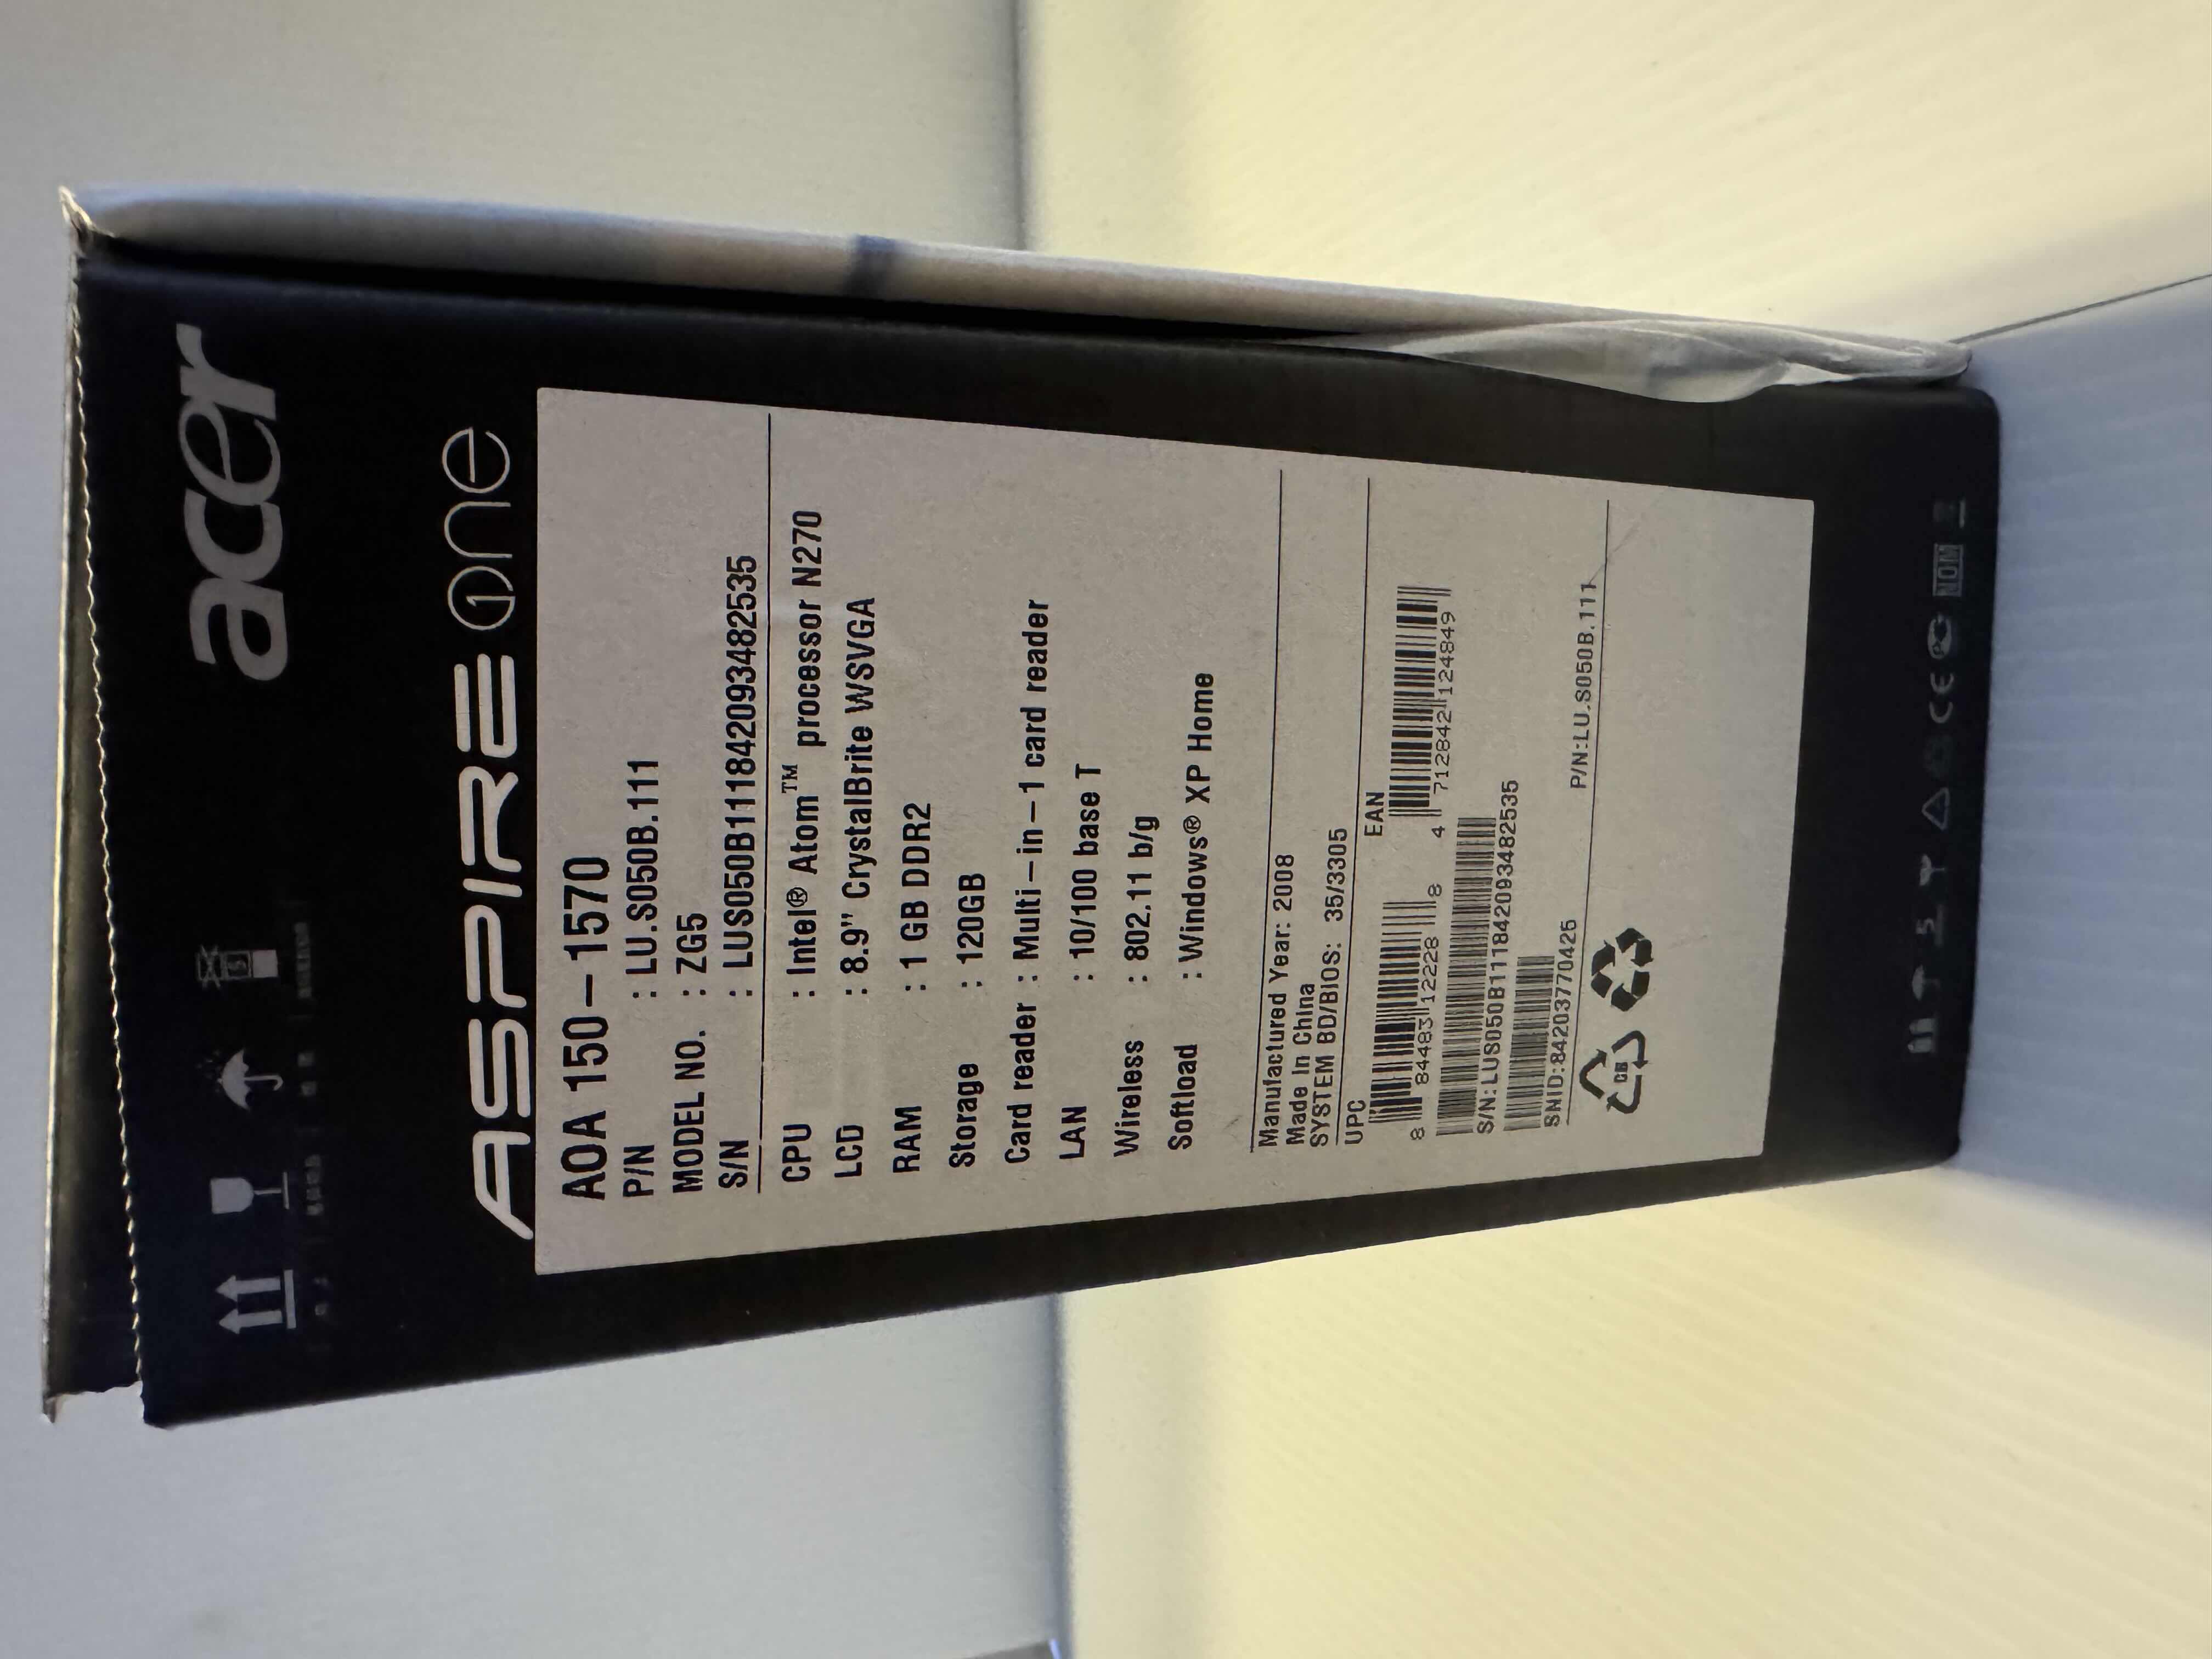 acer
ASPIRE one
AOA 150-1570
P/N : LU.S050B.111
MODEL NO. : ZG5
S/N : LUS050B1118420934482535
CPU : Intel® Atom™ processor N270
LCD : 8.9" CrystalBrite WSVGA
RAM : 1 GB DDR2
Storage : 120GB
Card reader : Multi-in-1 card reader
LAN : 10/100 base T
Wireless : 802.11 b/g
Softload : Windows® XP Home
Manufactured Year: 2008
Made In China
SYSTEM BD/BIOS: 35/3305
UPC EAN
8 84483 12228 8
4 712842 124849
S/N:LUS050B1118420934482535
SNID:84203770425
P/N:LU.S050B.111
CE